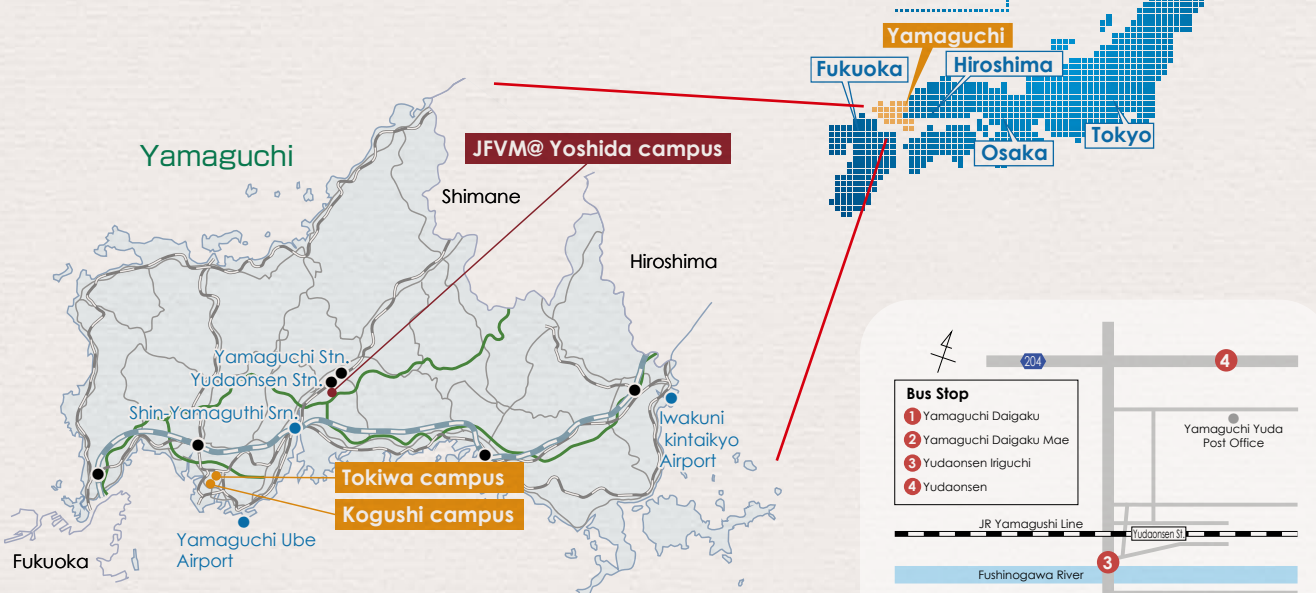 Yamaguchi
Fukuoka
Hiroshima
Tokyo
Osaka
Yamaguchi
JFVM@ Yoshida campus
Shimane
Hiroshima
Yamaguchi Stn.
Yudaonsen Stn.
Shin-Yamaguthi Srn.
Iwakuni
kintaikyo
Airport
Tokiwa campus
Kogushi campus
Yamaguchi Ube
Airport
Fukuoka
204
4
Bus Stop
1 Yamaguchi Daigaku
2 Yamaguchi Daigaku Mae
3 Yudaonsen Iriguchi
4 Yudaonsen
Yamaguchi Yuda
Post Office
JR Yamagushi Line
Yudaonsen St.
3
Fushinogawa River